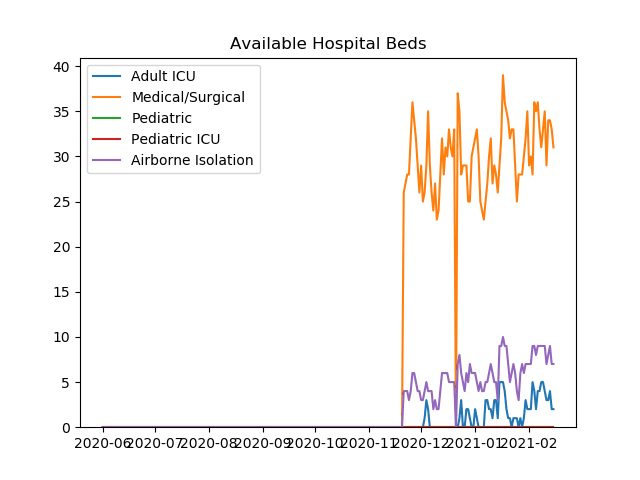 Available Hospital Beds
Adult ICU
Medical/Surgical
Pediatric
Pediatric ICU
Airborne Isolation
40
35
30
25
20
15
10
5
0
2020-06 2020-07 2020-08 2020-09 2020-10 2020-11 2020-12 2021-01 2021-02